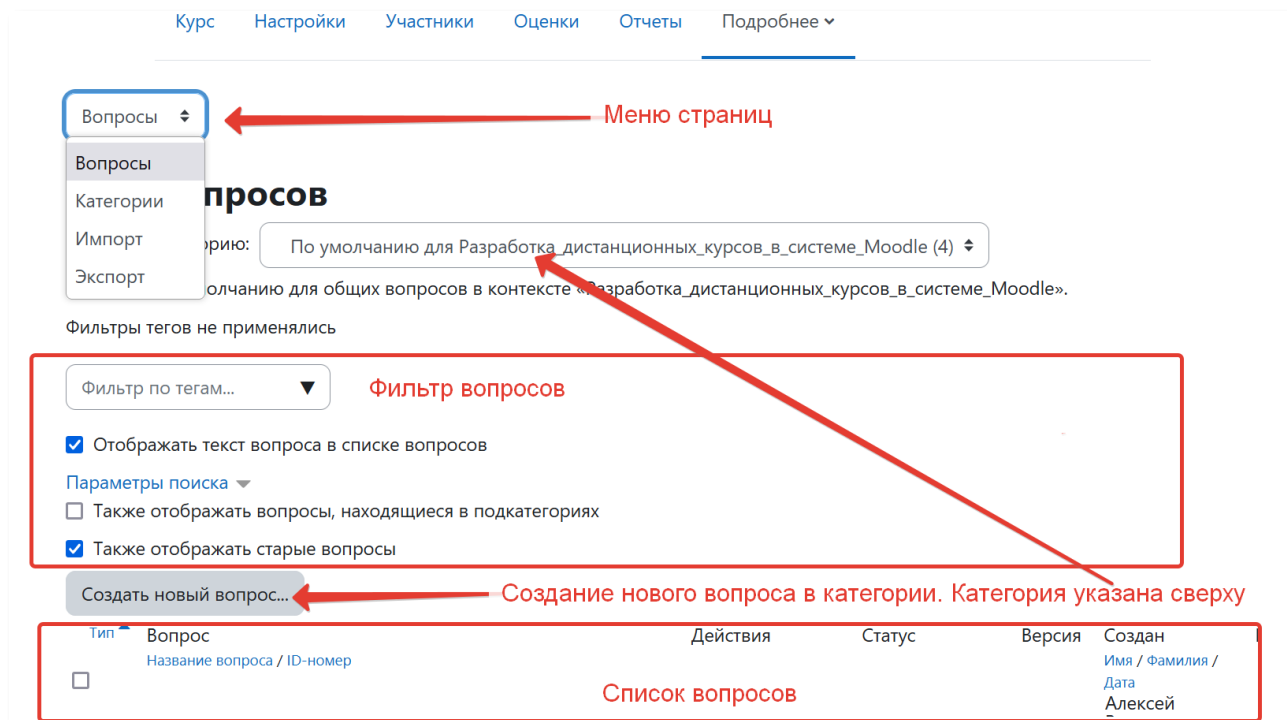 Курс Настройки Участники Оценки Отчеты Подробнее
Вопросы
Меню страниц
Вопросы
Категории
Импорт
Экспорт
просов
орию: По умолчанию для Разработка_дистанционных_курсов_в_системе_Moodle (4)
олчанию для общих вопросов в контексте «Разработка_дистанционных_курсов_в_системе_Moodle».
Фильтры тегов не применялись
Фильтр по тегам... ▼ Фильтр вопросов
Отображать текст вопроса в списке вопросов
Параметры поиска
Также отображать вопросы, находящиеся в подкатегориях
Также отображать старые вопросы
Создать новый вопрос... Создание нового вопроса в категории. Категория указана сверху
Тип Вопрос Действия Статус Версия Создан
Название вопроса / ID-номер Имя / Фамилия /
Дата
Список вопросов
Алексей